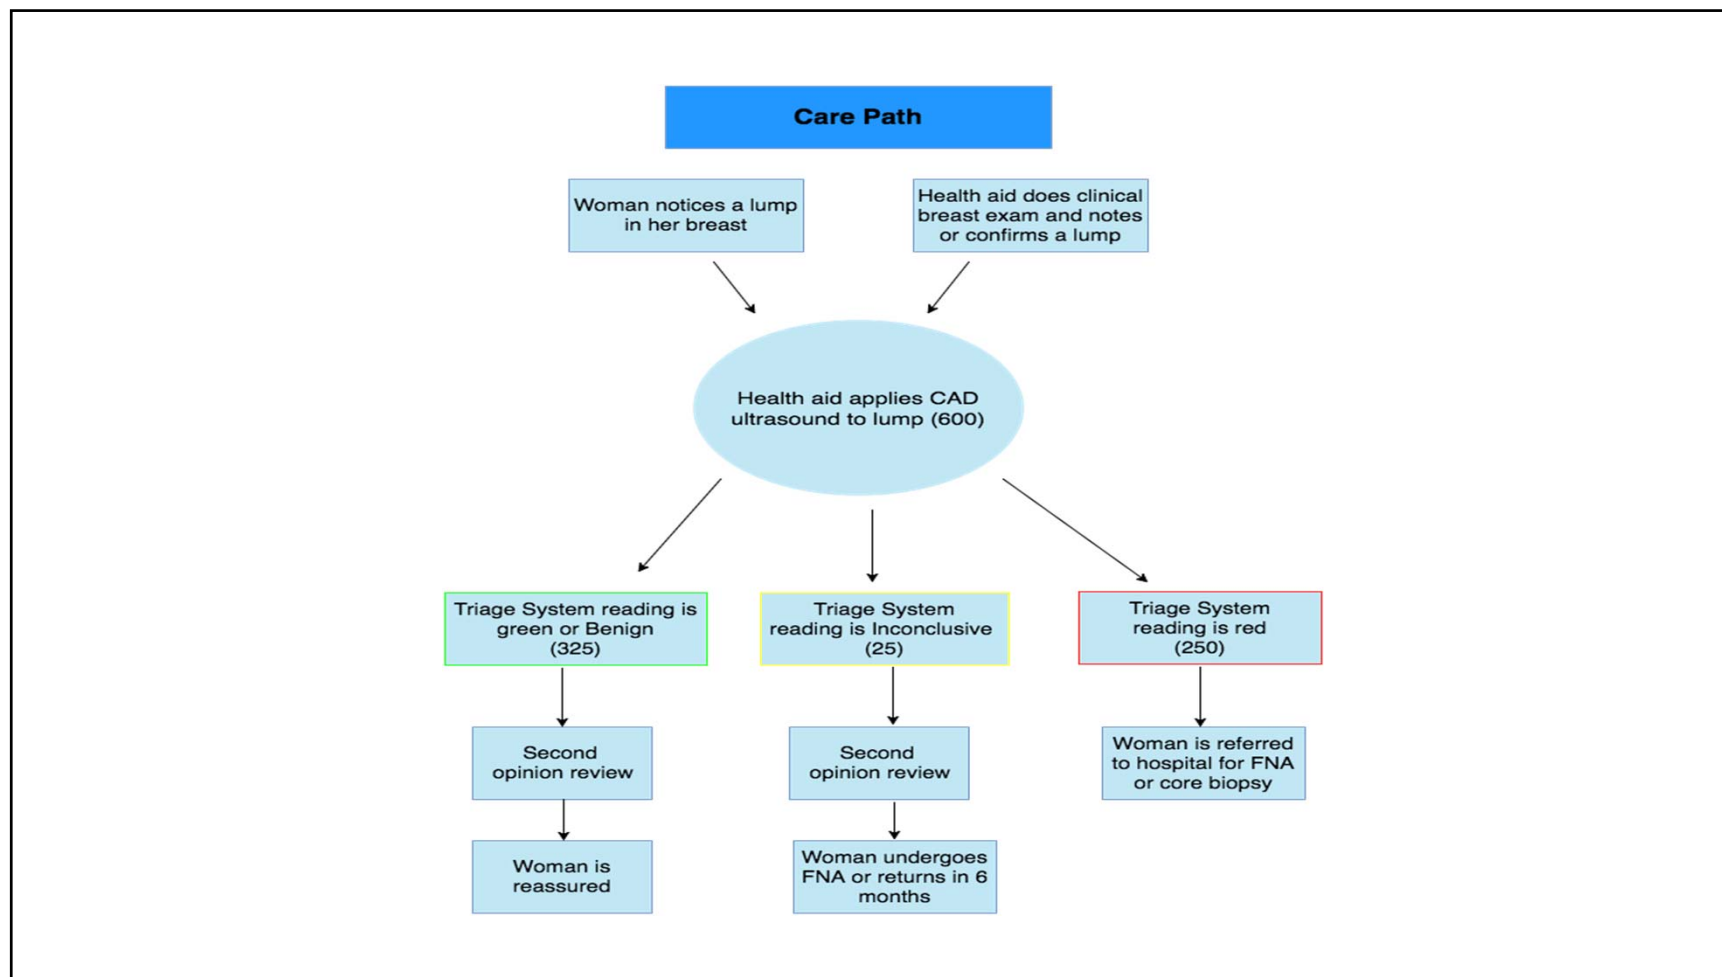 Care Path
Woman notices a lump
in her breast
Health aid does clinical
breast exam and notes
or confirms a lump
Health aid applies CAD
ultrasound to lump (600)
Triage System reading is
green or Benign
(325)
Triage System
reading is Inconclusive
(25)
Triage System
reading is red
(250)
Second
opinion review
Second
opinion review
Woman is referred
to hospital for FNA
or core biopsy
Woman is
reassured
Woman undergoes
FNA or returns in 6
months